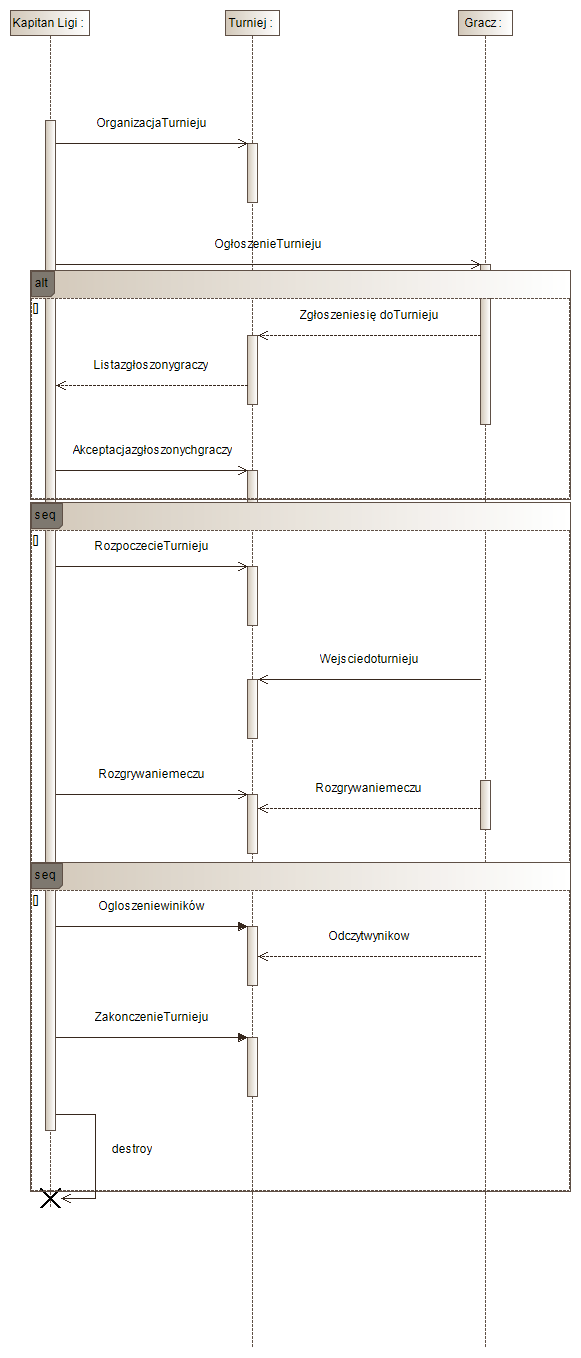 Kapitan Ligi :
Turniej :
Gracz :
OrganizacjaTurnieju
OgłoszenieTurnieju
alt
[]
Zgłoszeniesię doTurnieju
Listazgłoszonygraczy
Akceptacjazgłoszonychgraczy
seq
[]
RozpoczecieTurnieju
Wejsciedoturnieju
Rozgrywaniemeczu
Rozgrywaniemeczu
seq
[]
Ogloszeniewiników
Odczytwynikow
ZakonczenieTurnieju
destroy